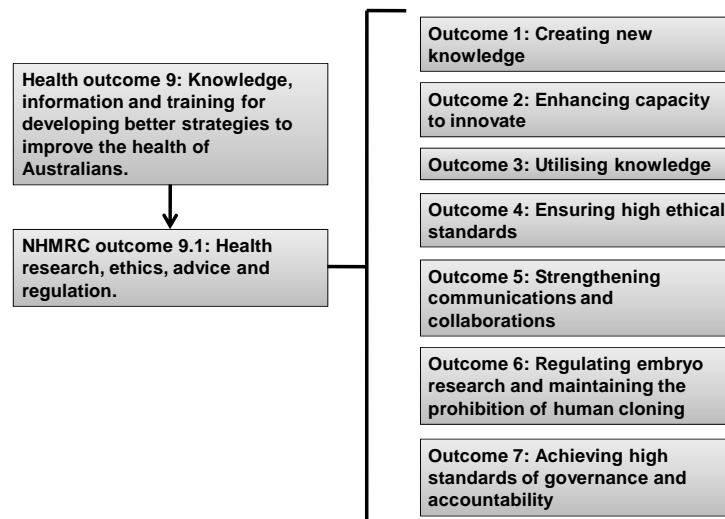 Health outcome 9: Knowledge,
information and training for
developing better strategies to
improve the health of
Australians.
NHMRC outcome 9.1: Health
research, ethics, advice and
regulation.
Outcome 1: Creating new
knowledge
Outcome 2: Enhancing capacity
to innovate
Outcome 3: Utilising knowledge
Outcome 4: Ensuring high ethical
standards
Outcome 5: Strengthening
communications and
collaborations
Outcome 6: Regulating embryo
research and maintaining the
prohibition of human cloning
Outcome 7: Achieving high
standards of governance and
accountability